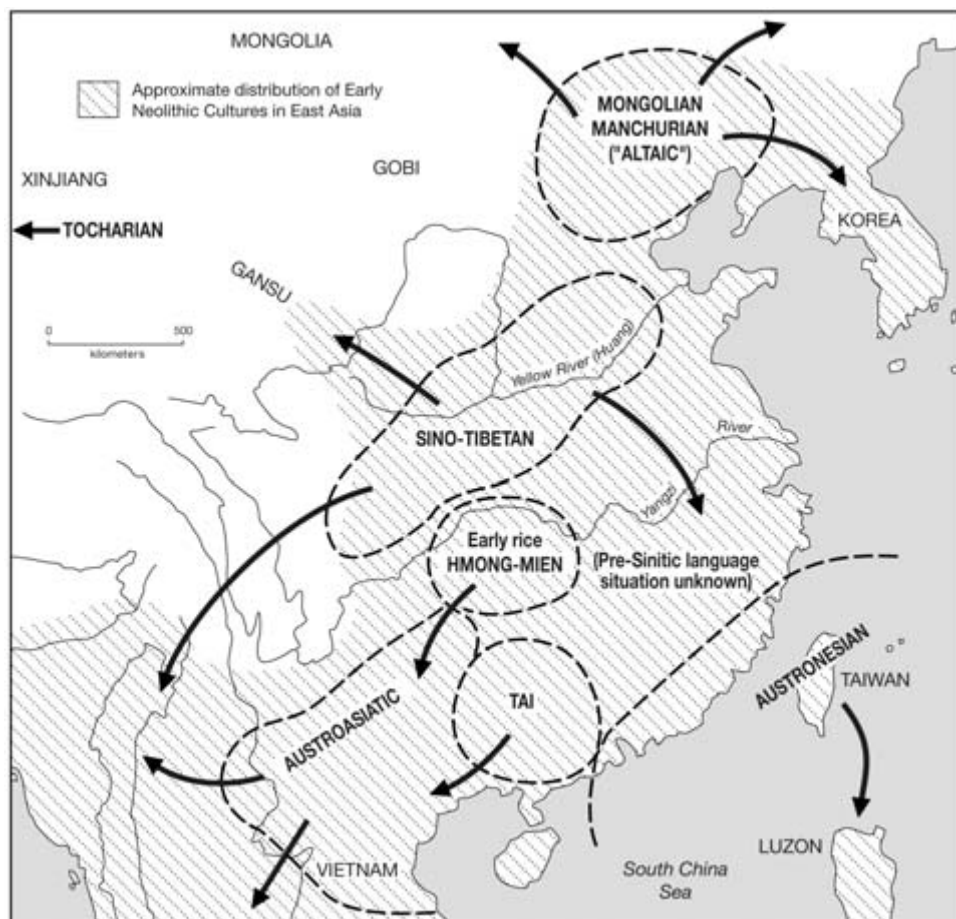 MONGOLIA
Approximate distribution of Early
Neolithic Cultures in East Asia
MONGOLIAN
MANCHURIAN
("ALTAIC")
XINJIANG
GOBI
TOCHARIAN
KOREA
GANSU
0 500
kilometers
Yellow River (Huang)
SINO-TIBETAN
River
Yangzi
Early rice
HMONG-MIEN
(Pre-Sinitic language
situation unknown)
AUSTRONESIAN
TAIWAN
TAI
AUSTROASIATIC
LUZON
VIETNAM
South China
Sea